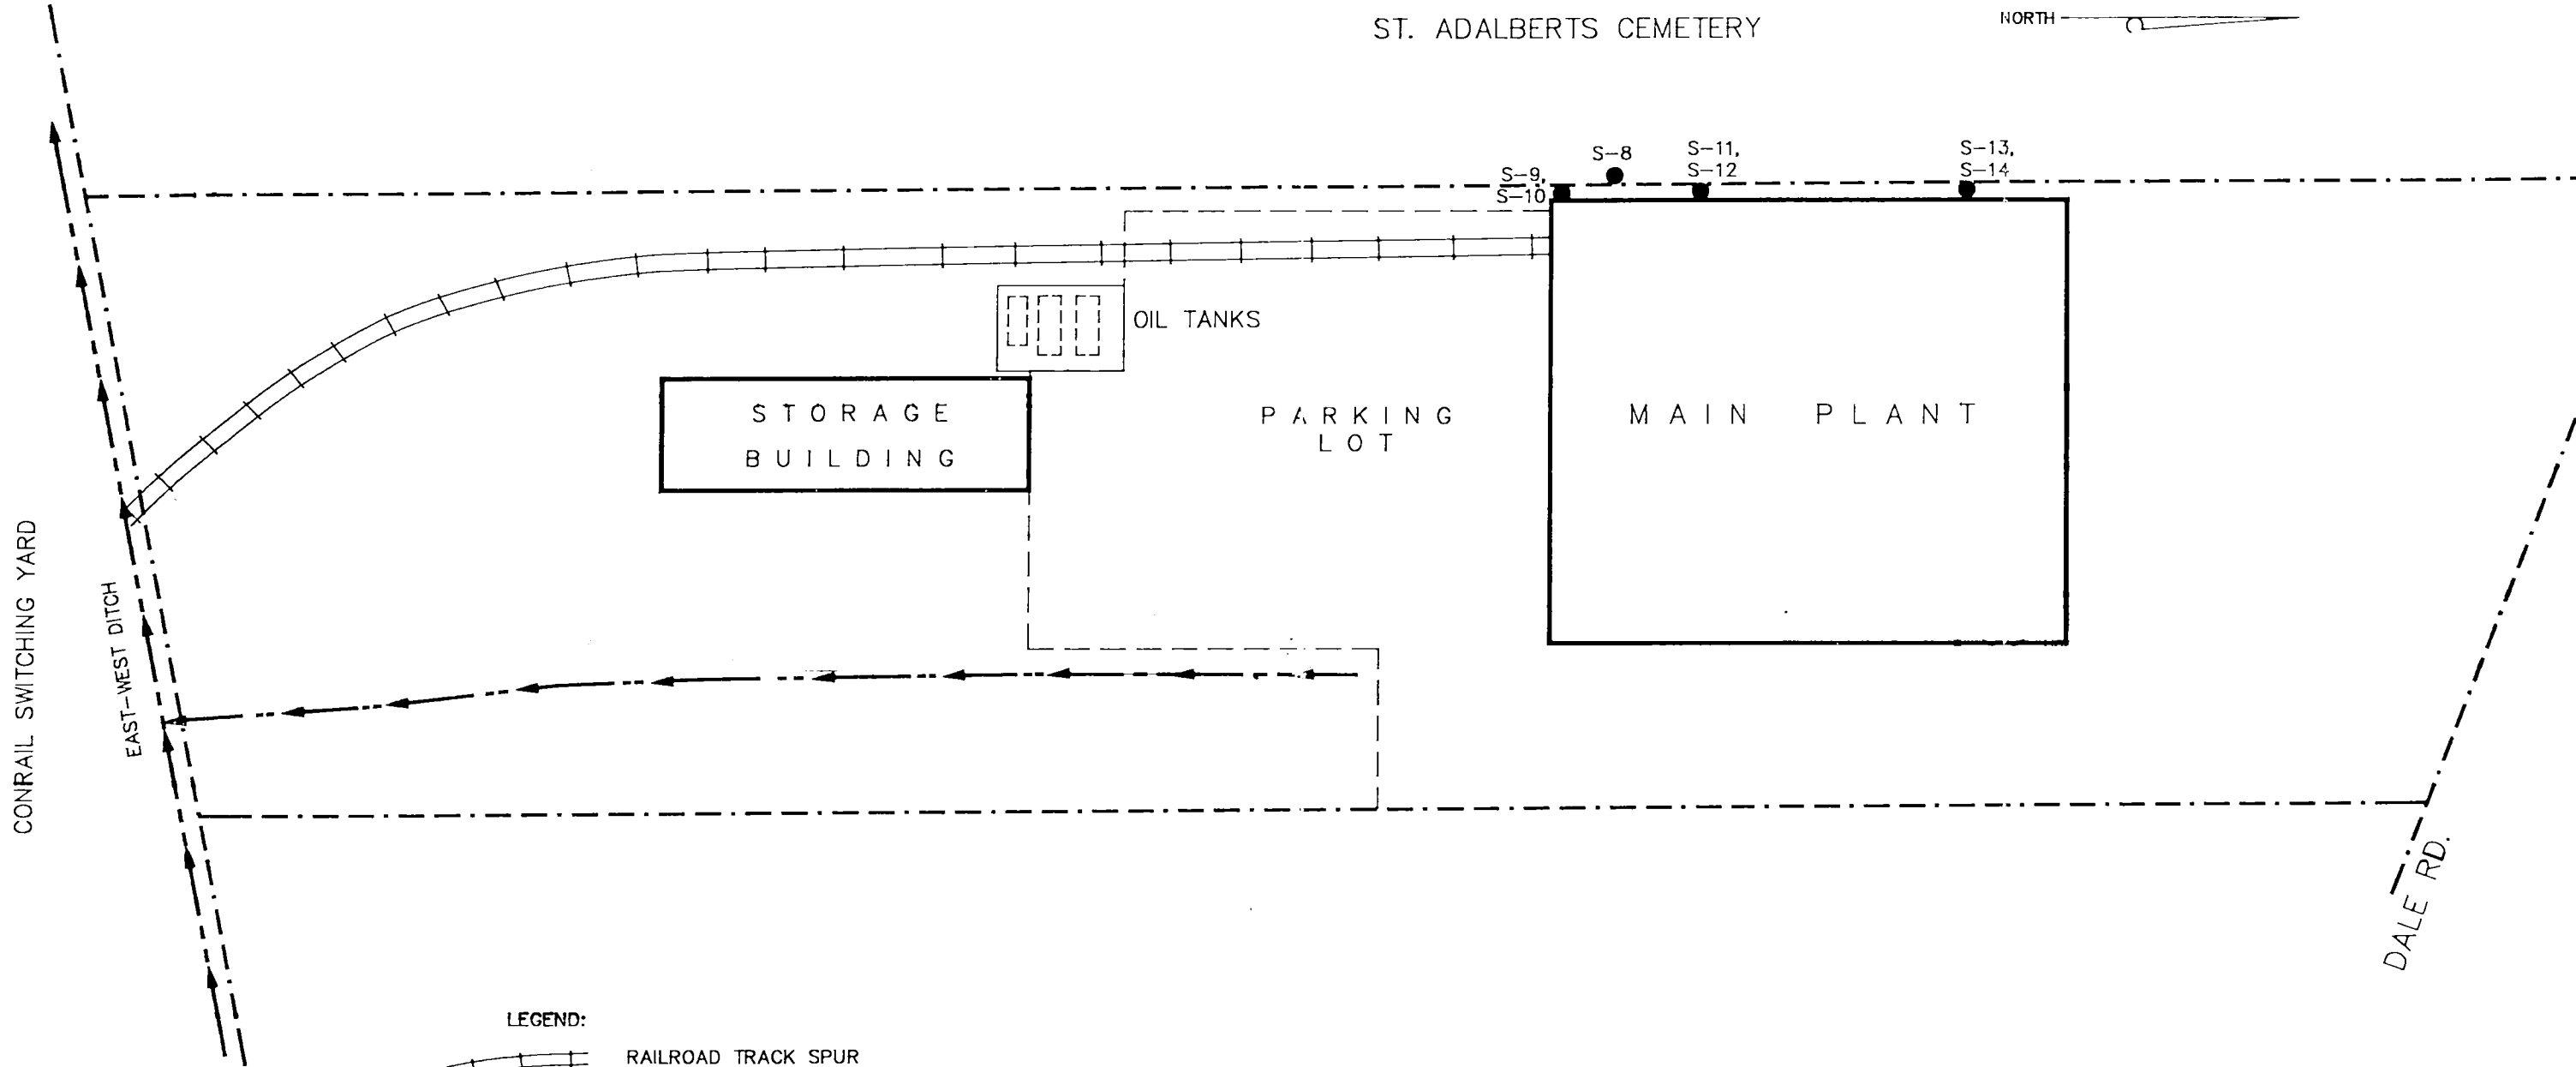 ST. ADALBERTS CEMETERY
NORTH
S-9,
S-10
S-8
S-11,
S-12
S-13,
S-14
OIL TANKS
STORAGE
BUILDING
PARKING
LOT
MAIN PLANT
CONRAIL SWITCHING YARD
EAST-WEST DITCH
DALE RD.
LEGEND:
RAILROAD TRACK SPUR